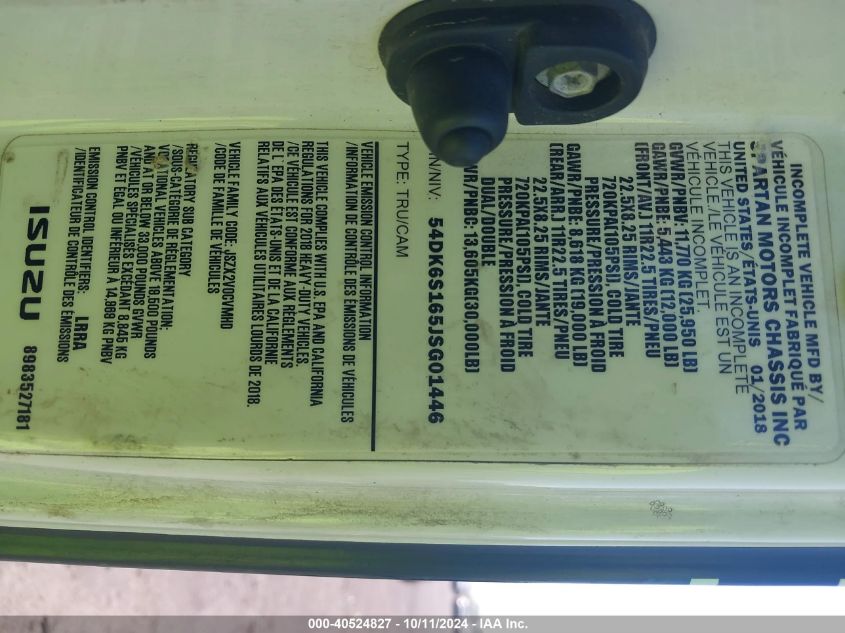 INCOMPLETE VEHICLE MFD BY/
VÉHICULE INCOMPLET FABRIQUÉ PAR
SPARTAN MOTORS CHASSIS INC
UNITED STATES/ÉTATS-UNIS 01/2018
THIS VEHICLE IS AN INCOMPLETE
VEHICLE./LE VÉHICULE EST UN
VÉHICULE INCOMPLET.
GVWR/PNBV: 11,770 KG (25,950 LB)
GAWR/PNBE: 5,443 KG (12,000 LB)
(FRONT/AV.) 11R22.5 TIRES/PNEU
22.5X8.25 RIMS/JANTE
720KPA(105PSI), COLD TIRE
PRESSURE/PRESSION À FROID
GAWR/PNBE: 8,618 KG (19,000 LB)
(REAR/ARR.) 11R22.5 TIRES/PNEU
22.5X8.25 RIMS/JANTE
720KPA(105PSI), COLD TIRE
PRESSURE/PRESSION À FROID
DUAL/DOUBLE
WR/PNBC: 13,605KG(30,000LB)
IN/NIV: 54DK6S165JSG01446
TYPE: TRU/CAM
VEHICLE EMISSION CONTROL INFORMATION
/INFORMATION DE CONTRÔLE DES ÉMISSIONS DE VÉHICULES
THIS VEHICLE COMPLIES WITH U.S. EPA AND CALIFORNIA
REGULATIONS FOR 2018 HEAVY-DUTY VEHICLES.
/CE VÉHICULE EST CONFORME AUX RÈGLEMENTS
DE L'EPA DES ÉTATS-UNIS ET DE LA CALIFORNIE
RELATIFS AUX VÉHICULES UTILITAIRES LOURDS DE 2018.
VEHICLE FAMILY CODE: JSZX2VOCVMHD
/CODE DE FAMILLE DE VÉHICULES
REGULATORY SUB CATEGORY
/SOUS-CATÉGORIE DE RÉGLEMENTATION:
VOCATIONAL VEHICLES ABOVE 19,500 POUNDS
AND AT OR BELOW 33,000 POUNDS GVWR
/VÉHICULES SPÉCIALISÉS EXCÉDANT 8,845 KG
PNBV ET ÉGAL OU INFÉRIEUR À 14,968 KG PNBV
EMISSION CONTROL IDENTIFIERS: LRRA
/IDENTIFICATEUR DE CONTRÔLE DES ÉMISSIONS
ISUZU 8983527181
000-40524827 - 10/11/2024 - IAA Inc.